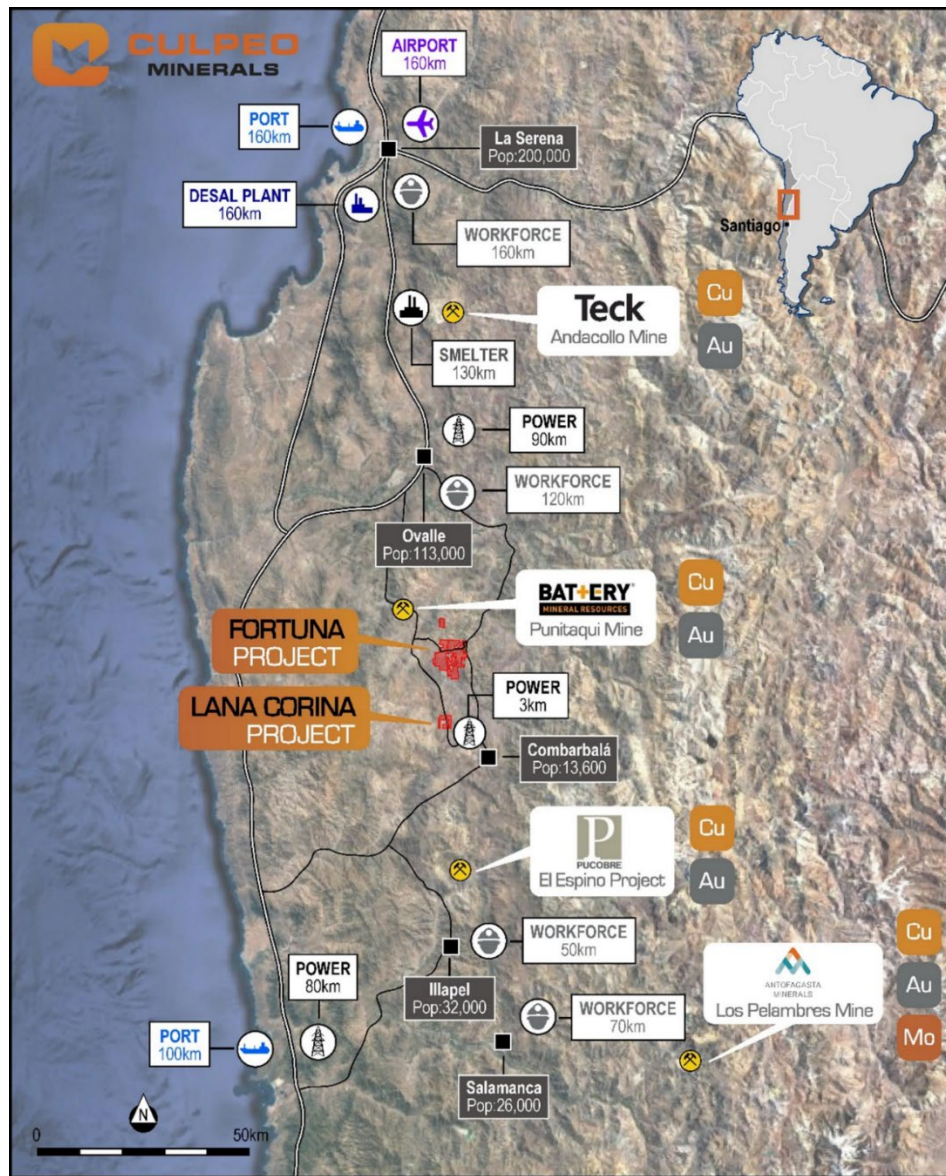 CULPEO
MINERALS
AIRPORT
160km
PORT
160km
La Serena
Pop:200,000
DESAL PLANT
160km
Santiago
WORKFORCE
160km
Teck
Andacollo Mine
Cu
Au
SMELTER
130km
POWER
90km
WORKFORCE
120km
Ovalle
Pop:113,000
BATTERY
MINERAL RESOURCES
Punitaqui Mine
Cu
Au
FORTUNA
PROJECT
POWER
3km
LANA CORINA
PROJECT
Combarbalá
Pop:13,600
P
PUCOBRE
El Espino Project
Cu
Au
WORKFORCE
50km
Illapel
Pop:32,000
POWER
80km
ANTOFAGASTA
MINERALS
Los Pelambres Mine
Cu
Au
Mo
WORKFORCE
70km
PORT
100km
Salamanca
Pop:26,000
N
0 50km